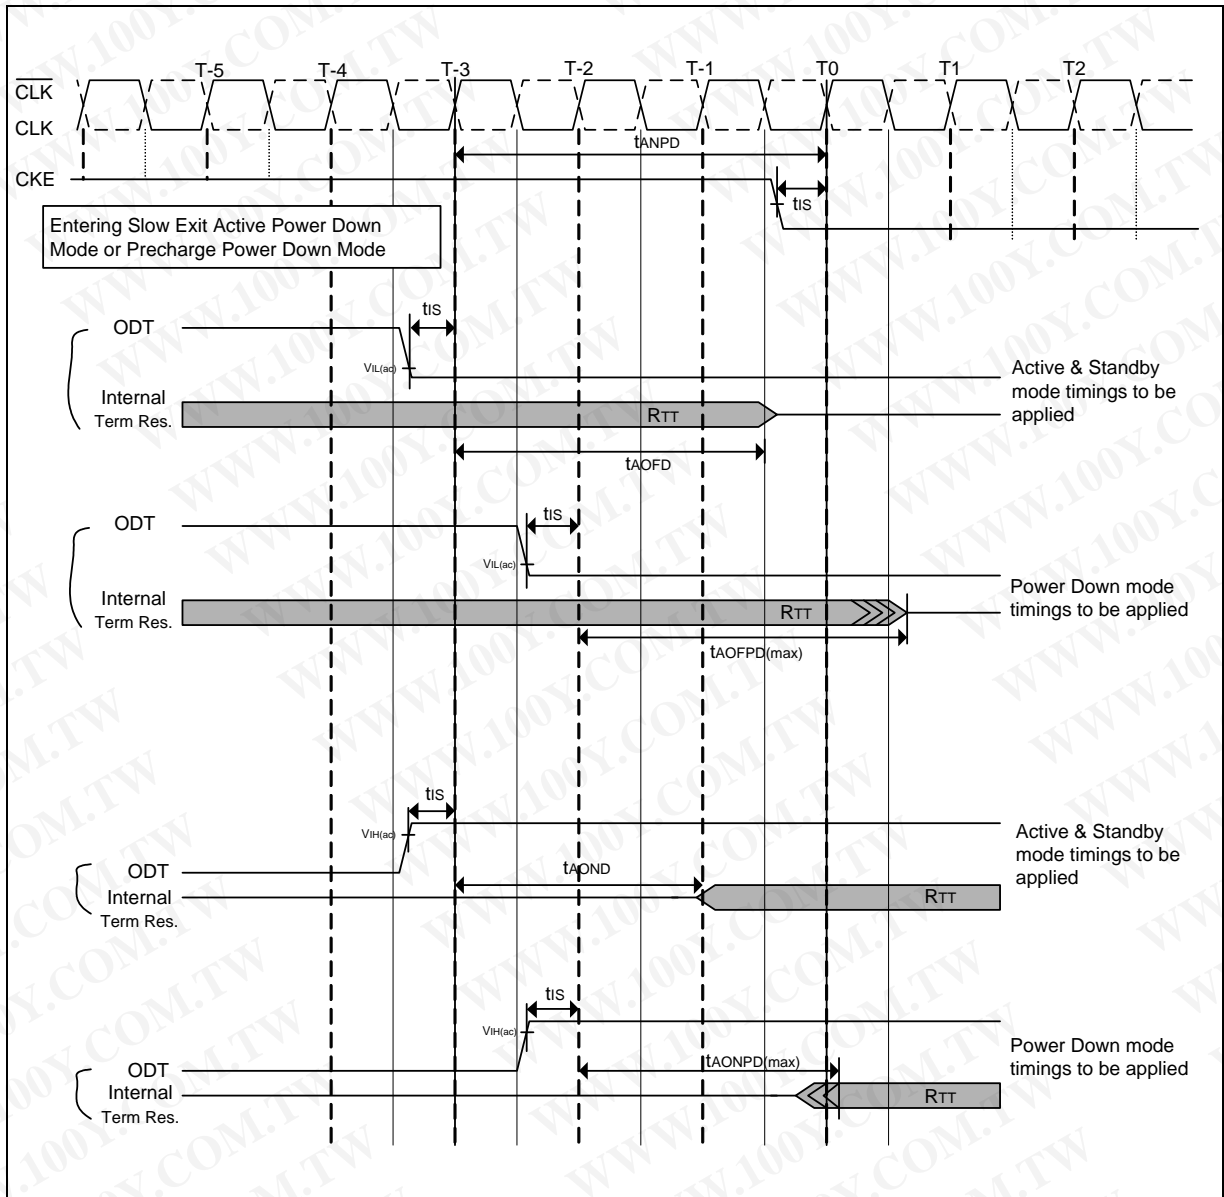 T-5 T-4 T-3 T-2 T-1 T0 T1 T2
CLK
CLK
tANPD
CKE
tIS
Entering Slow Exit Active Power Down
Mode or Precharge Power Down Mode
tIS
ODT
VIL(ac)
Active & Standby
mode timings to be
applied
Internal
Term Res.
RTT
tAOFD
tIS
ODT
VIL(ac)
Power Down mode
timings to be applied
Internal
Term Res.
RTT
tAOFPD(max)
tIS
VIH(ac)
Active & Standby
mode timings to be
applied
ODT
tAOND
Internal
Term Res.
RTT
tIS
VIH(ac)
Power Down mode
timings to be applied
ODT
tAONPD(max)
Internal
Term Res.
RTT
WWW.100Y.COM.TW